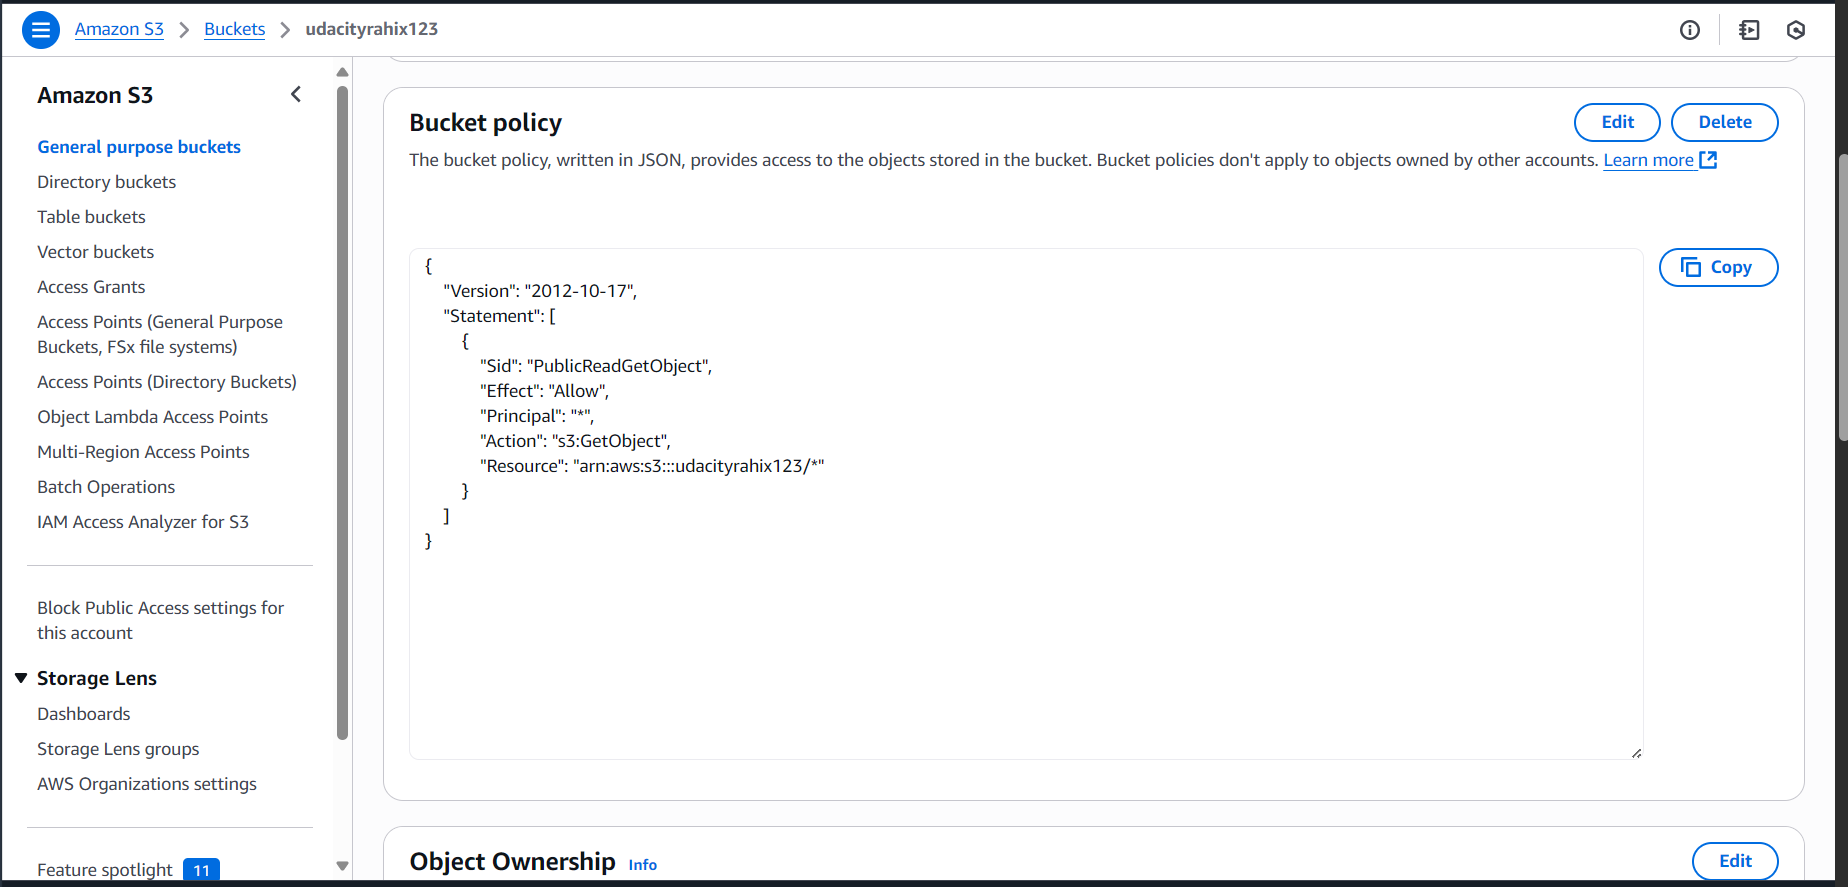 Amazon S3 > Buckets > udacityrahix123
Amazon S3
General purpose buckets
Directory buckets
Table buckets
Vector buckets
Access Grants
Access Points (General Purpose
Buckets, FSx file systems)
Access Points (Directory Buckets)
Object Lambda Access Points
Multi-Region Access Points
Batch Operations
IAM Access Analyzer for S3
Block Public Access settings for
this account
Storage Lens
Dashboards
Storage Lens groups
AWS Organizations settings
Feature spotlight 11
Bucket policy
Edit
Delete
The bucket policy, written in JSON, provides access to the objects stored in the bucket. Bucket policies don't apply to objects owned by other accounts. Learn more
Copy
{
    "Version": "2012-10-17",
    "Statement": [
        {
            "Sid": "PublicReadGetObject",
            "Effect": "Allow",
            "Principal": "*",
            "Action": "s3:GetObject",
            "Resource": "arn:aws:s3:::udacityrahix123/*"
        }
    ]
}
Object Ownership Info
Edit